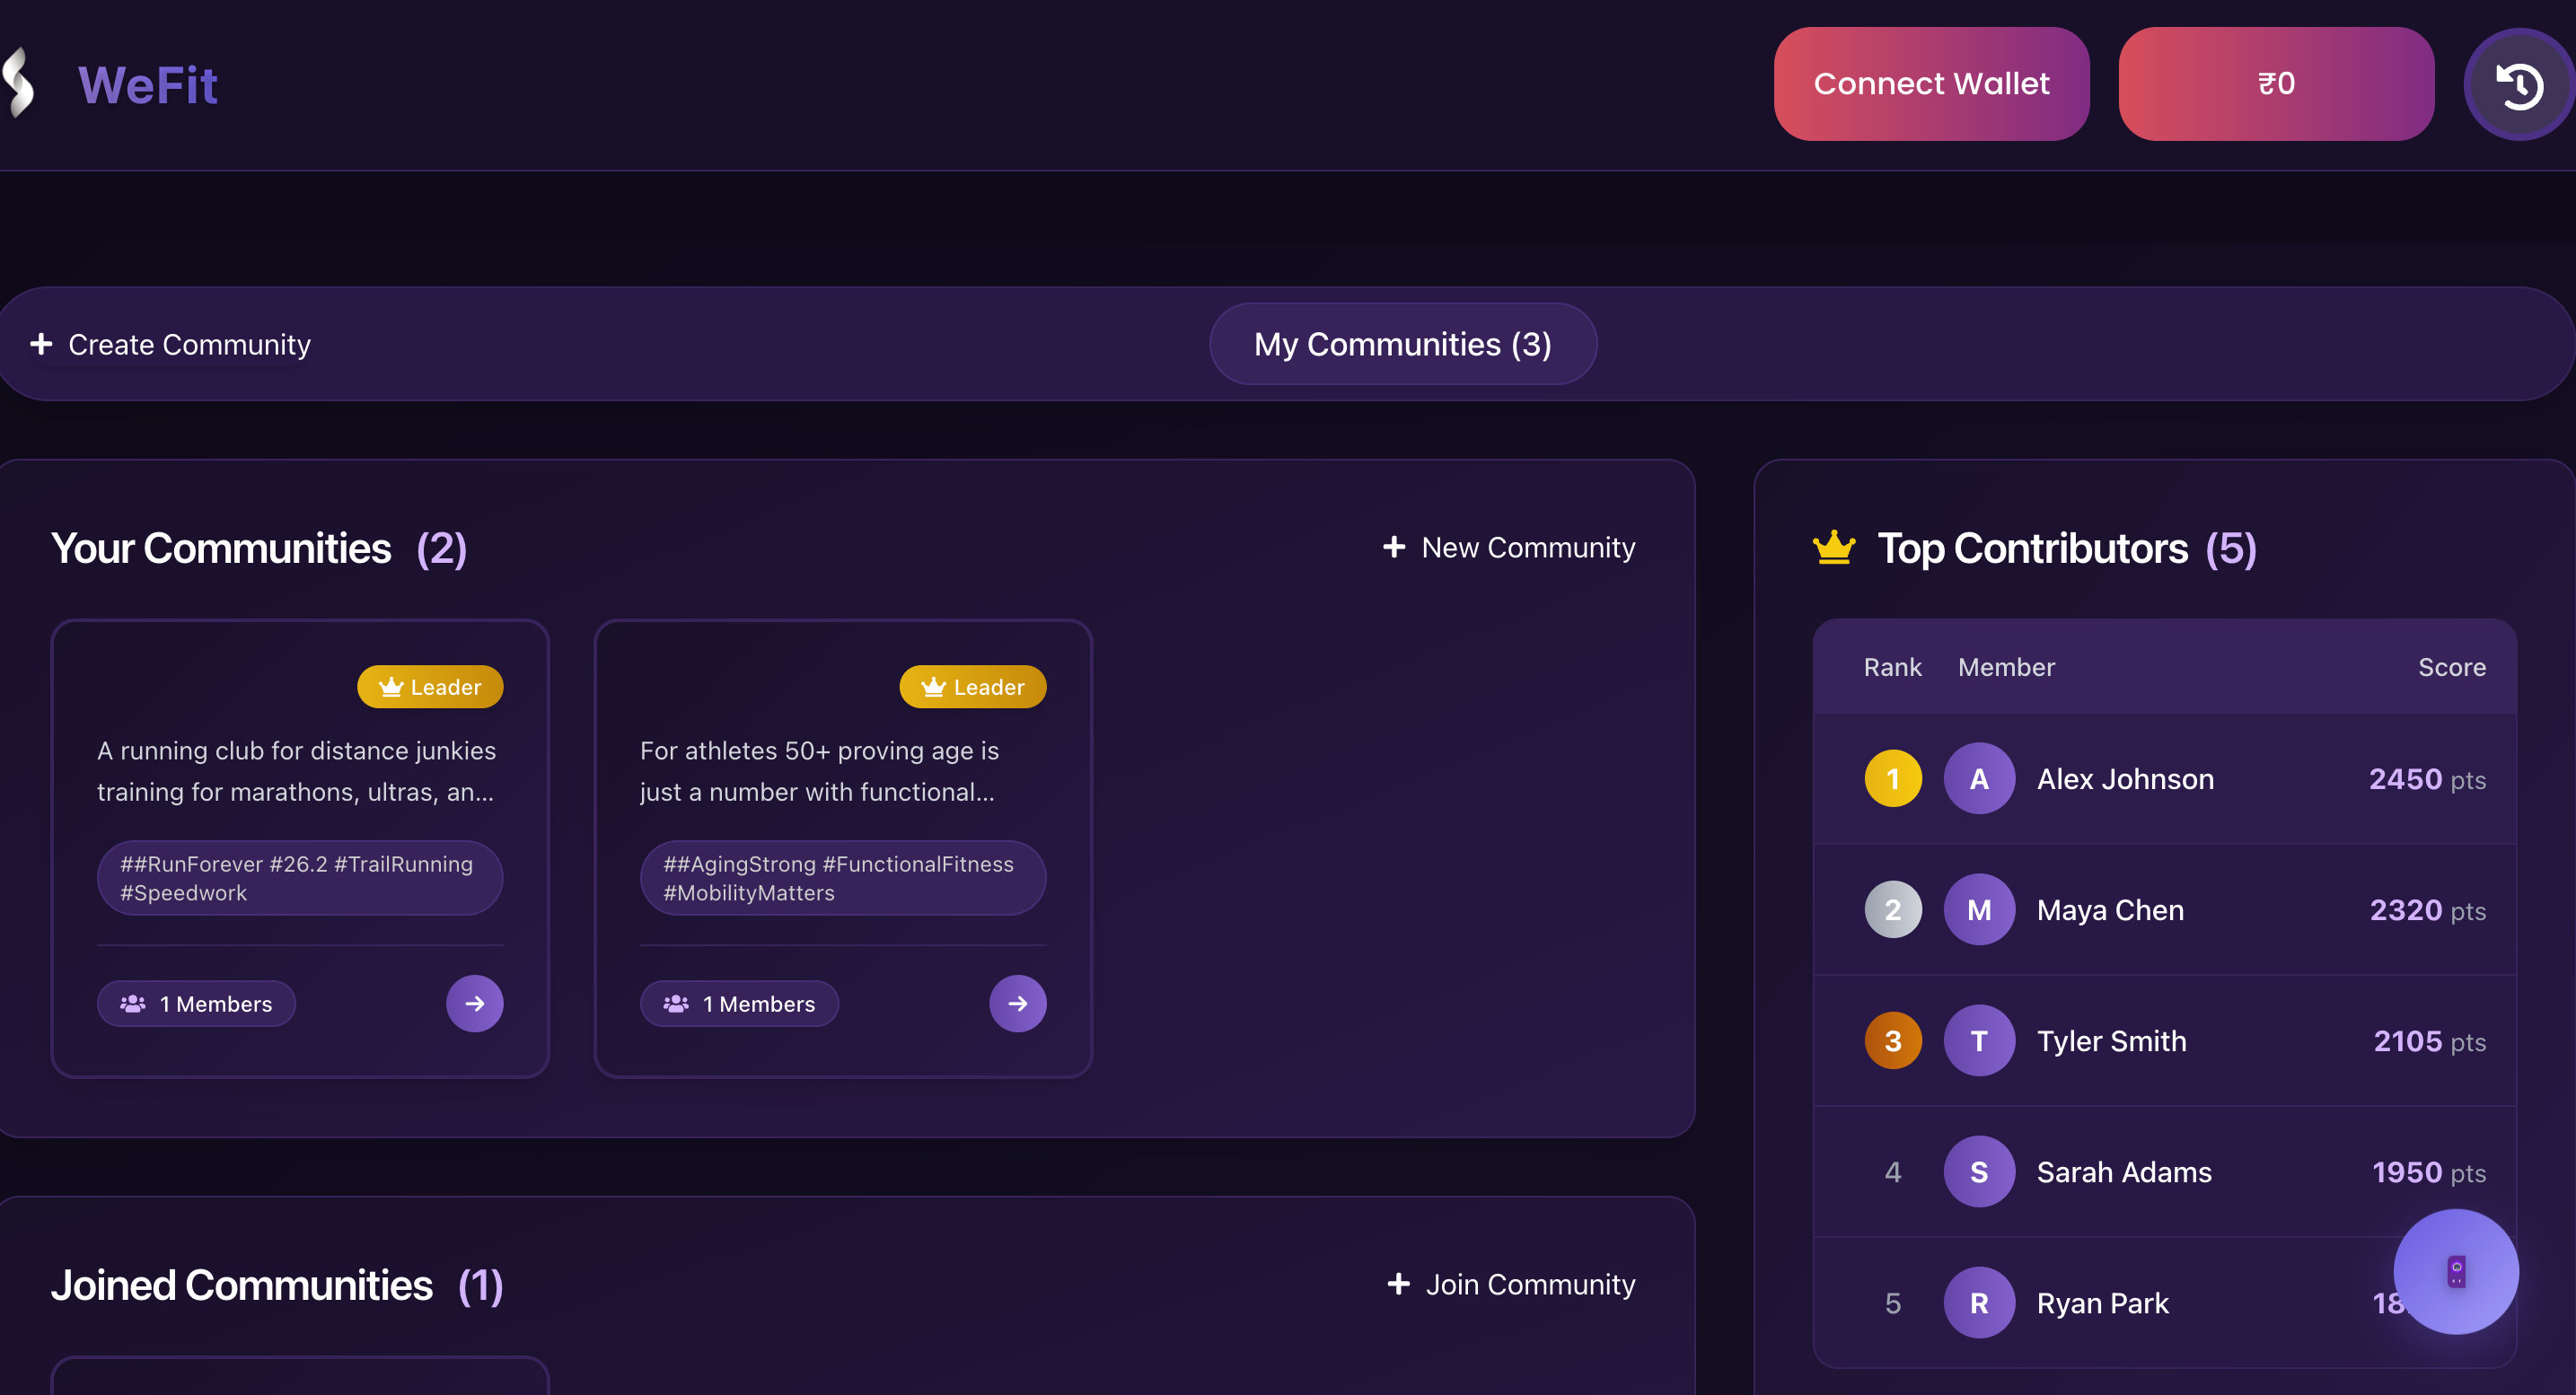 WeFit
Connect Wallet
₹0
Create Community
My Communities (3)
Your Communities (2)
New Community
Leader
A running club for distance junkies
training for marathons, ultras, an...
##RunForever #26.2 #TrailRunning
#Speedwork
1 Members
Leader
For athletes 50+ proving age is
just a number with functional...
##AgingStrong #FunctionalFitness
#MobilityMatters
1 Members
Joined Communities (1)
Join Community
Top Contributors (5)
Rank Member Score
1 A Alex Johnson 2450 pts
2 M Maya Chen 2320 pts
3 T Tyler Smith 2105 pts
4 S Sarah Adams 1950 pts
5 R Ryan Park